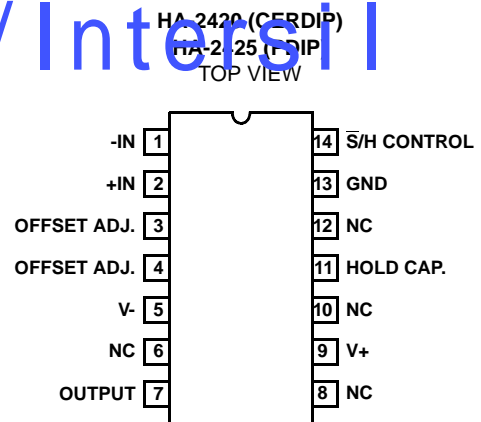 /Intersil
HA-2420 (CERDIP)
HA-2425 (PDIP)
TOP VIEW
-IN 1
+IN 2
OFFSET ADJ. 3
OFFSET ADJ. 4
V- 5
NC 6
OUTPUT 7
14 S̅/H CONTROL
13 GND
12 NC
11 HOLD CAP.
10 NC
9 V+
8 NC